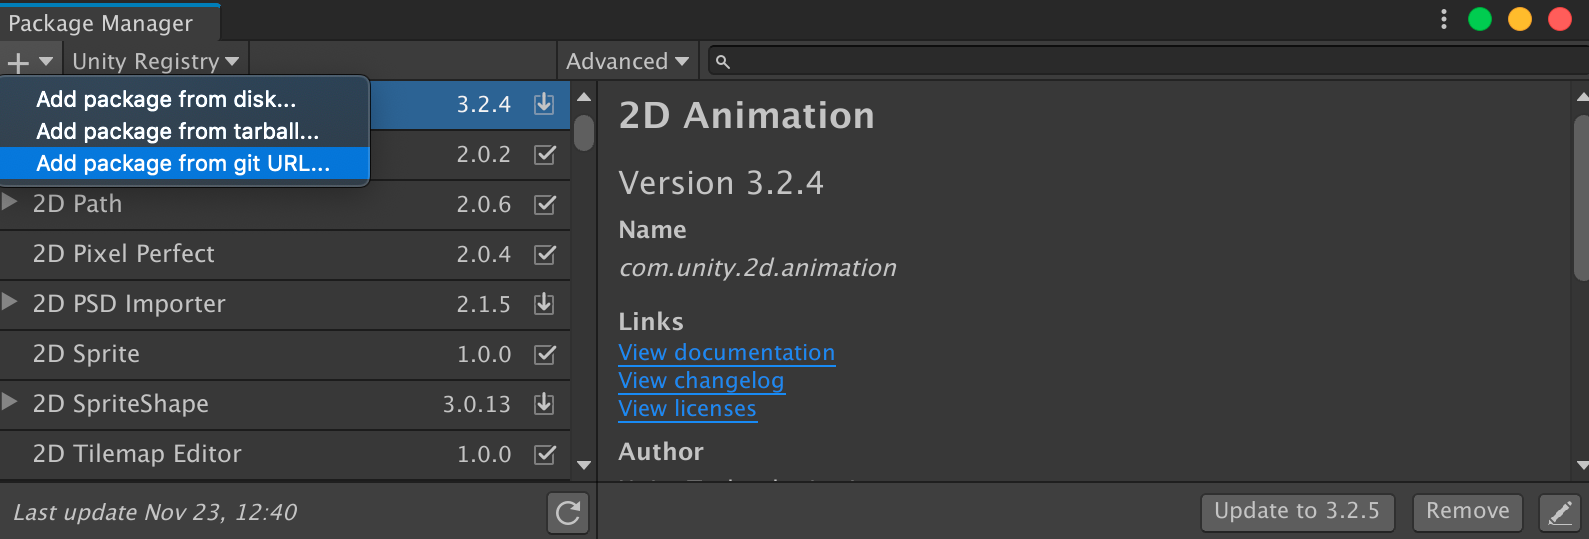 Package Manager
Unity Registry
Advanced
Add package from disk...
Add package from tarball...
Add package from git URL...
3.2.4
2.0.2
2D Path 2.0.6
2D Pixel Perfect 2.0.4
2D PSD Importer 2.1.5
2D Sprite 1.0.0
2D SpriteShape 3.0.13
2D Tilemap Editor 1.0.0
Last update Nov 23, 12:40
2D Animation
Version 3.2.4
Name
com.unity.2d.animation
Links
View documentation
View changelog
View licenses
Author
Update to 3.2.5
Remove